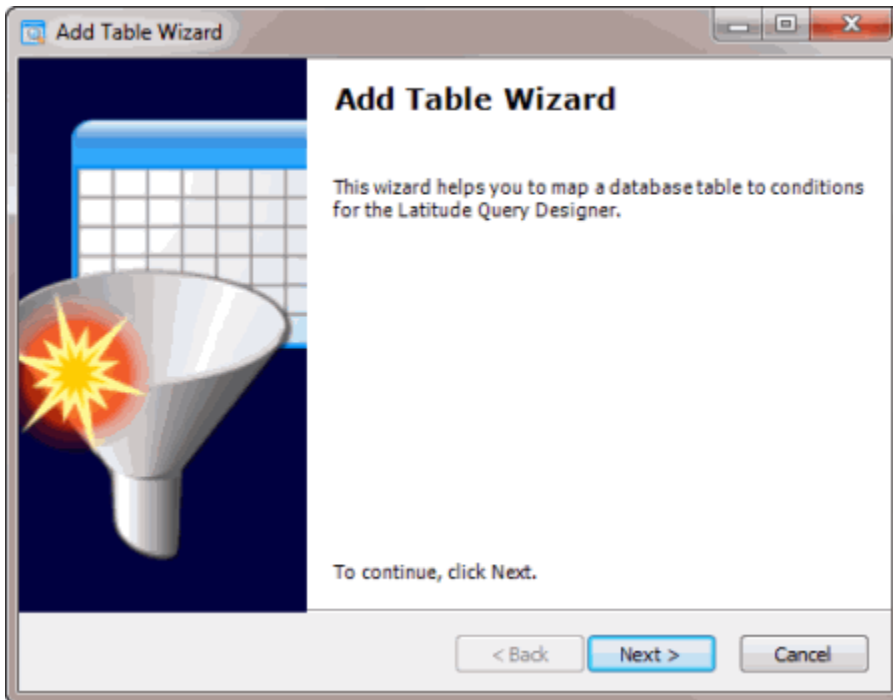 Add Table Wizard
Add Table Wizard
This wizard helps you to map a database table to conditions
for the Latitude Query Designer.
To continue, click Next.
< Back
Next >
Cancel